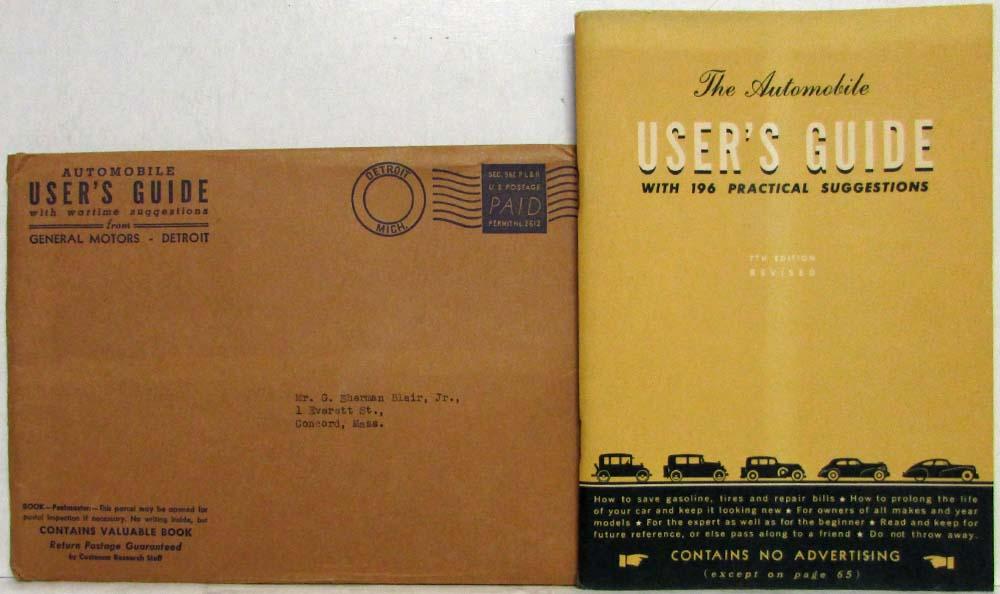 AUTOMOBILE
USER'S GUIDE
with wartime suggestions
from
GENERAL MOTORS - DETROIT
DETROIT
MICH.
SEC. 562 P L & R
U S POSTAGE
PAID
PERMIT No. 2612
Mr. G. Sherman Blair, Jr.,
1 Everett St.,
Concord, Mass.
BOOK—Postmaster:—This parcel may be opened for
postal inspection if necessary. No writing inside, but
CONTAINS VALUABLE BOOK
Return Postage Guaranteed
by Customer Research Staff
The Automobile
USER'S GUIDE
WITH 196 PRACTICAL SUGGESTIONS
7TH EDITION
REVISED
How to save gasoline, tires and repair bills ★ How to prolong the life
of your car and keep it looking new ★ For owners of all makes and year
models ★ For the expert as well as for the beginner ★ Read and keep for
future reference, or else pass along to a friend ★ Do not throw away.
CONTAINS NO ADVERTISING
(except on page 65)